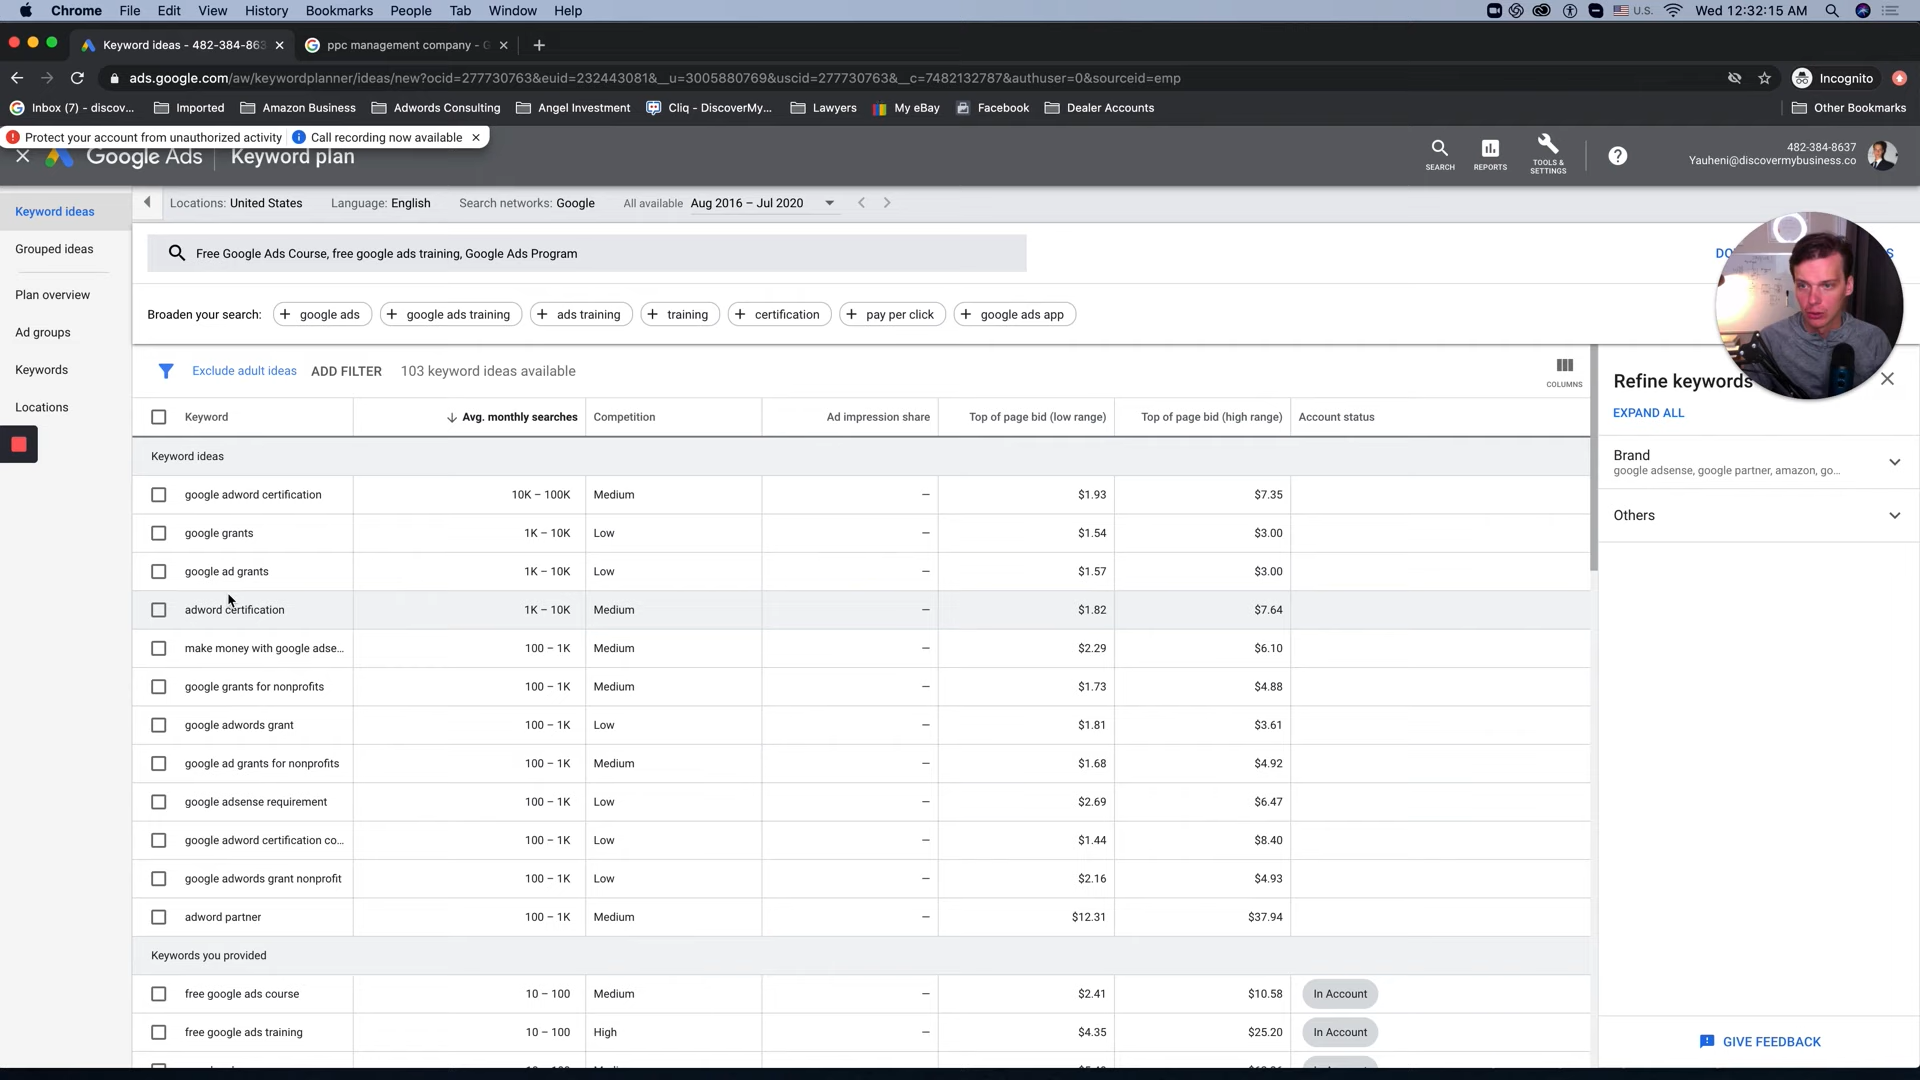 Chrome File Edit View History Bookmarks People Tab Window Help U.S. Wed 12:32:15 AM
Keyword ideas - 482-384-863 ppc management company - G
ads.google.com/aw/keywordplanner/ideas/new?ocid=277730763&euid=232443081&__u=3005880769&uscid=277730763&__c=7482132787&authuser=0&sourceid=emp Incognito
Inbox (7) - discov... Imported Amazon Business Adwords Consulting Angel Investment Cliq - DiscoverMy... Lawyers My eBay Facebook Dealer Accounts Other Bookmarks
Protect your account from unauthorized activity Call recording now available
Google Ads Keyword plan
SEARCH REPORTS TOOLS & SETTINGS
482-384-8637
Yauheni@discovermybusiness.co
Keyword ideas
Grouped ideas
Plan overview
Ad groups
Keywords
Locations
Locations: United States Language: English Search networks: Google All available Aug 2016 – Jul 2020
Free Google Ads Course, free google ads training, Google Ads Program
Broaden your search: google ads google ads training ads training training certification pay per click google ads app
Exclude adult ideas ADD FILTER 103 keyword ideas available COLUMNS
Keyword Avg. monthly searches Competition Ad impression share Top of page bid (low range) Top of page bid (high range) Account status
Keyword ideas
google adword certification 10K – 100K Medium – $1.93 $7.35
google grants 1K – 10K Low – $1.54 $3.00
google ad grants 1K – 10K Low – $1.57 $3.00
adword certification 1K – 10K Medium – $1.82 $7.64
make money with google adse... 100 – 1K Medium – $2.29 $6.10
google grants for nonprofits 100 – 1K Medium – $1.73 $4.88
google adwords grant 100 – 1K Low – $1.81 $3.61
google ad grants for nonprofits 100 – 1K Medium – $1.68 $4.92
google adsense requirement 100 – 1K Low – $2.69 $6.47
google adword certification co... 100 – 1K Low – $1.44 $8.40
google adwords grant nonprofit 100 – 1K Low – $2.16 $4.93
adword partner 100 – 1K Medium – $12.31 $37.94
Keywords you provided
free google ads course 10 – 100 Medium – $2.41 $10.58 In Account
free google ads training 10 – 100 High – $4.35 $25.20 In Account
Refine keywords
EXPAND ALL
Brand
google adsense, google partner, amazon, go...
Others
GIVE FEEDBACK